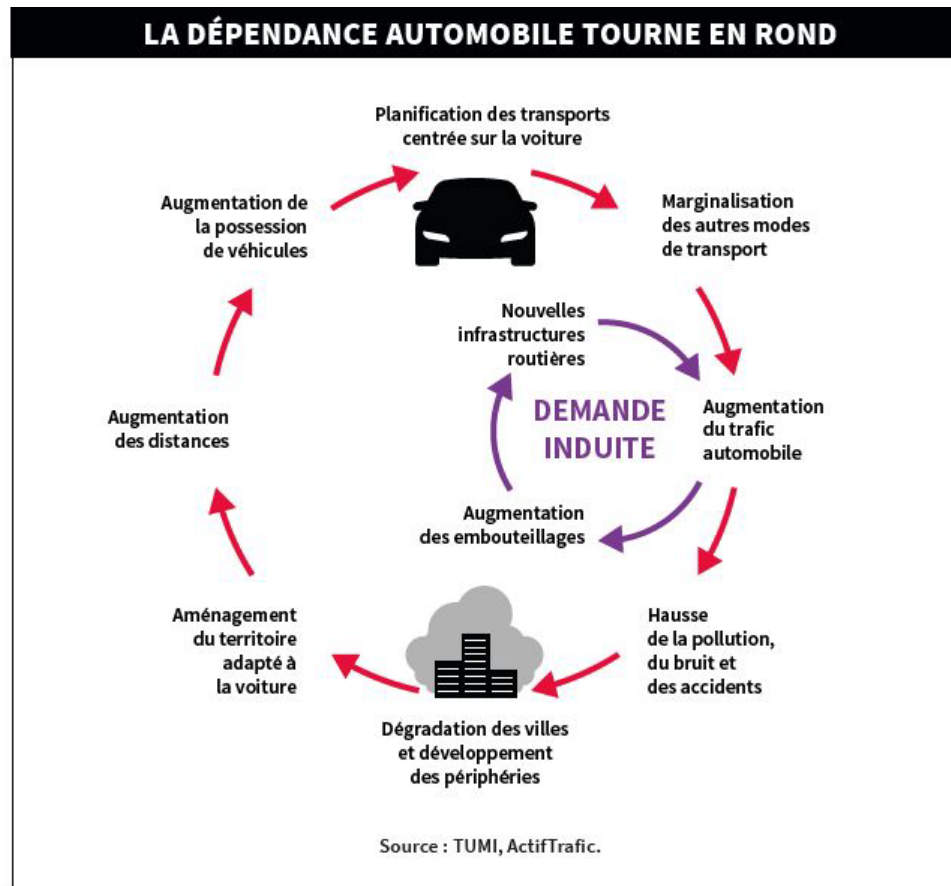 LA DÉPENDANCE AUTOMOBILE TOURNE EN ROND
Planification des transports
centrée sur la voiture
Marginalisation
des autres modes
de transport
Augmentation
du trafic
automobile
Hausse
de la pollution,
du bruit et
des accidents
Dégradation des villes
et développement
des périphéries
Aménagement
du territoire
adapté à
la voiture
Augmentation
des distances
Augmentation de
la possession
de véhicules
Nouvelles
infrastructures
routières
DEMANDE
INDUITE
Augmentation
des embouteillages
Source : TUMI, ActifTrafic.